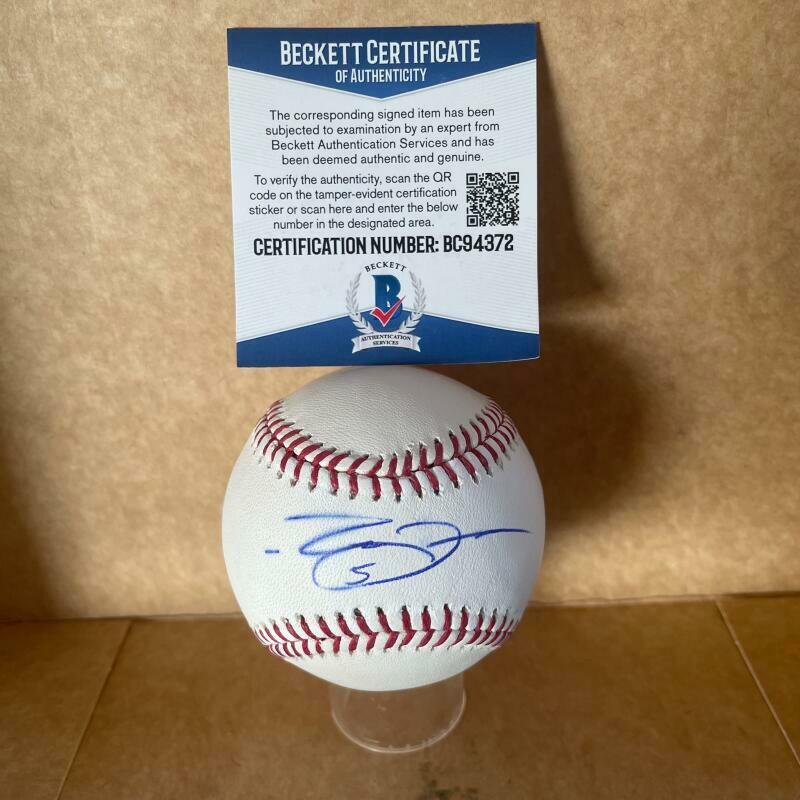 BECKETT CERTIFICATE
OF AUTHENTICITY
The corresponding signed item has been
subjected to examination by an expert from
Beckett Authentication Services and has
been deemed authentic and genuine.
To verify the authenticity, scan the QR
code on the tamper-evident certification
sticker or scan here and enter the below
number in the designated area.
CERTIFICATION NUMBER: BC94372
BECKETT
B
AUTHENTICATION
SERVICES
5